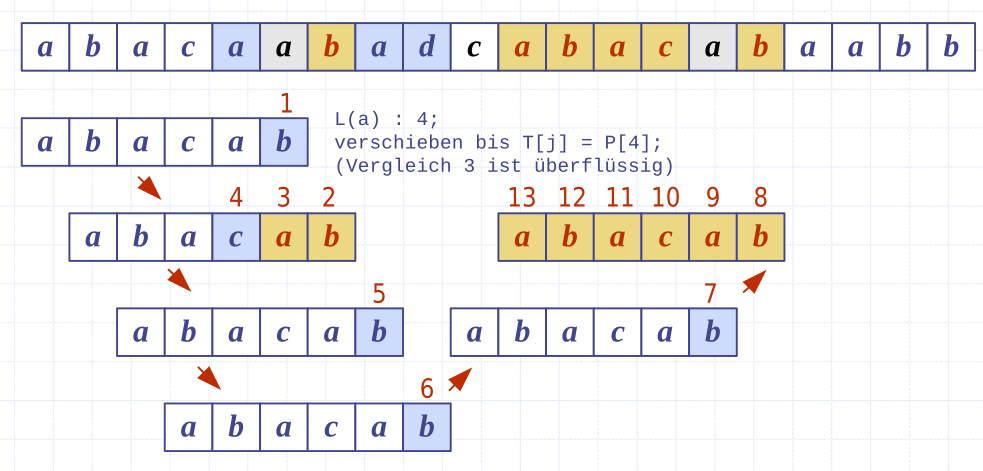 a b a c a a b a d c a b a c a b a a b b
1
a b a c a b
L(a) : 4;
verschieben bis T[j] = P[4];
(Vergleich 3 ist überflüssig)
4 3 2
a b a c a b
13 12 11 10 9 8
a b a c a b
5
a b a c a b
7
a b a c a b
6
a b a c a b